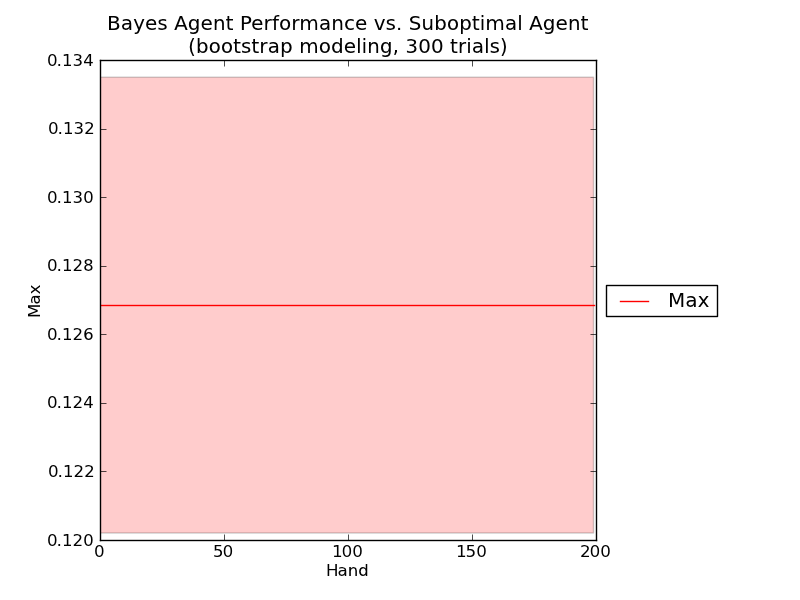 Bayes Agent Performance vs. Suboptimal Agent
(bootstrap modeling, 300 trials)
0.134
0.132
0.130
0.128
0.126
0.124
0.122
0.120
Max
Max
0
50
100
150
200
Hand